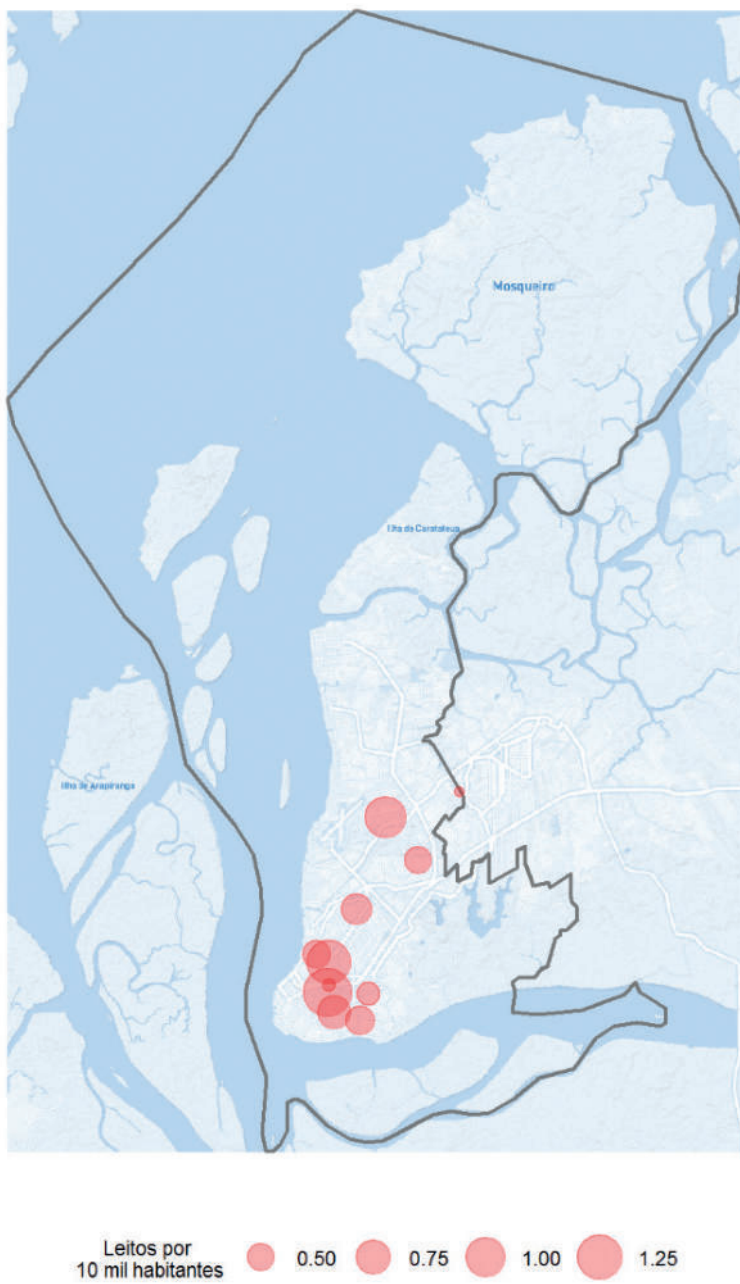 Mosqueiro
Ilha de Caratateua
Ilha de Arapiranga
Leitos por
10 mil habitantes
0.50
0.75
1.00
1.25